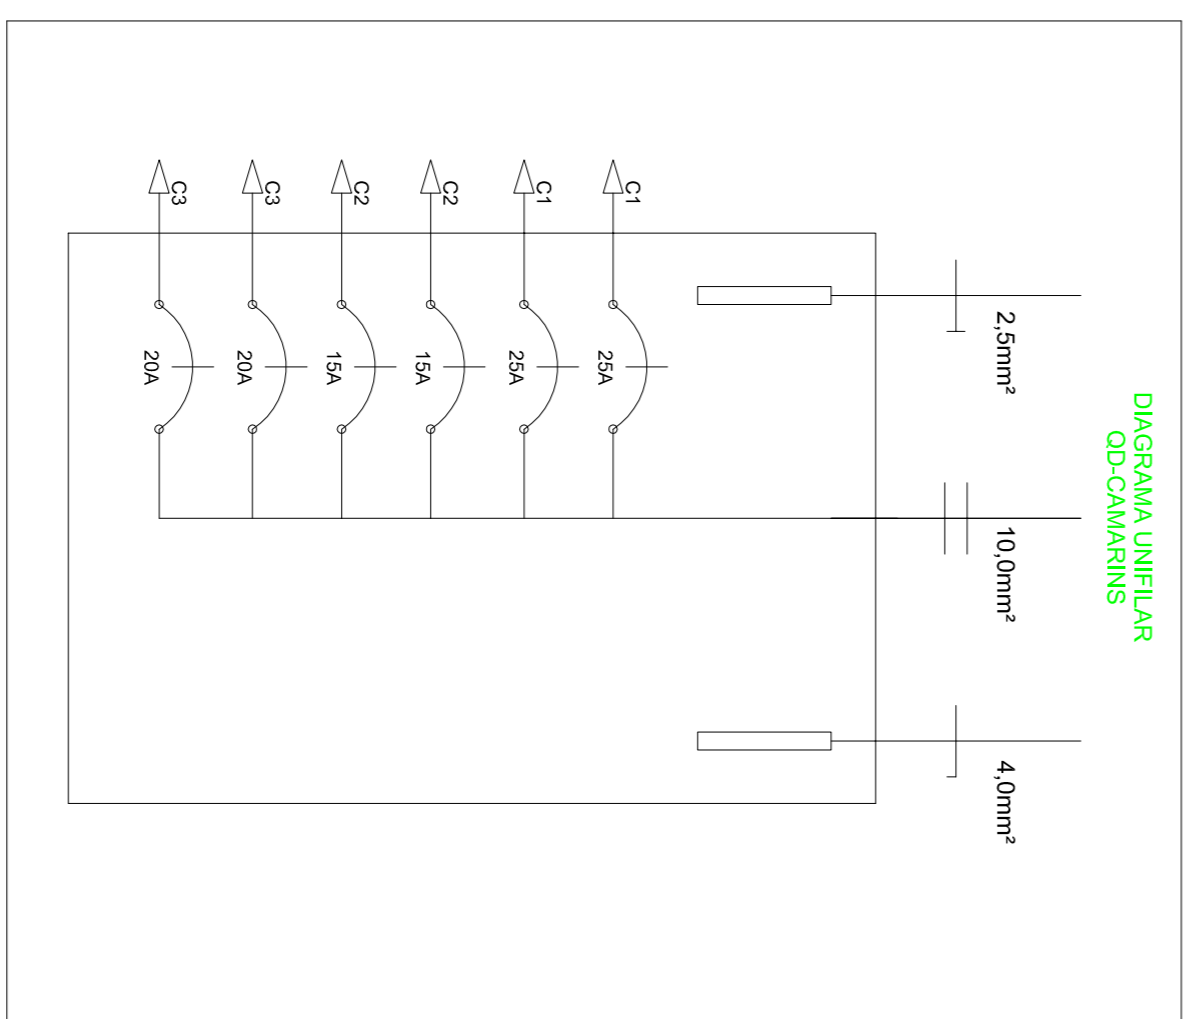 DIAGRAMA UNIFILAR
QD-CAMARINS
2,5mm²
10,0mm²
4,0mm²
C1
25A
C1
25A
C2
15A
C2
15A
C3
20A
C3
20A